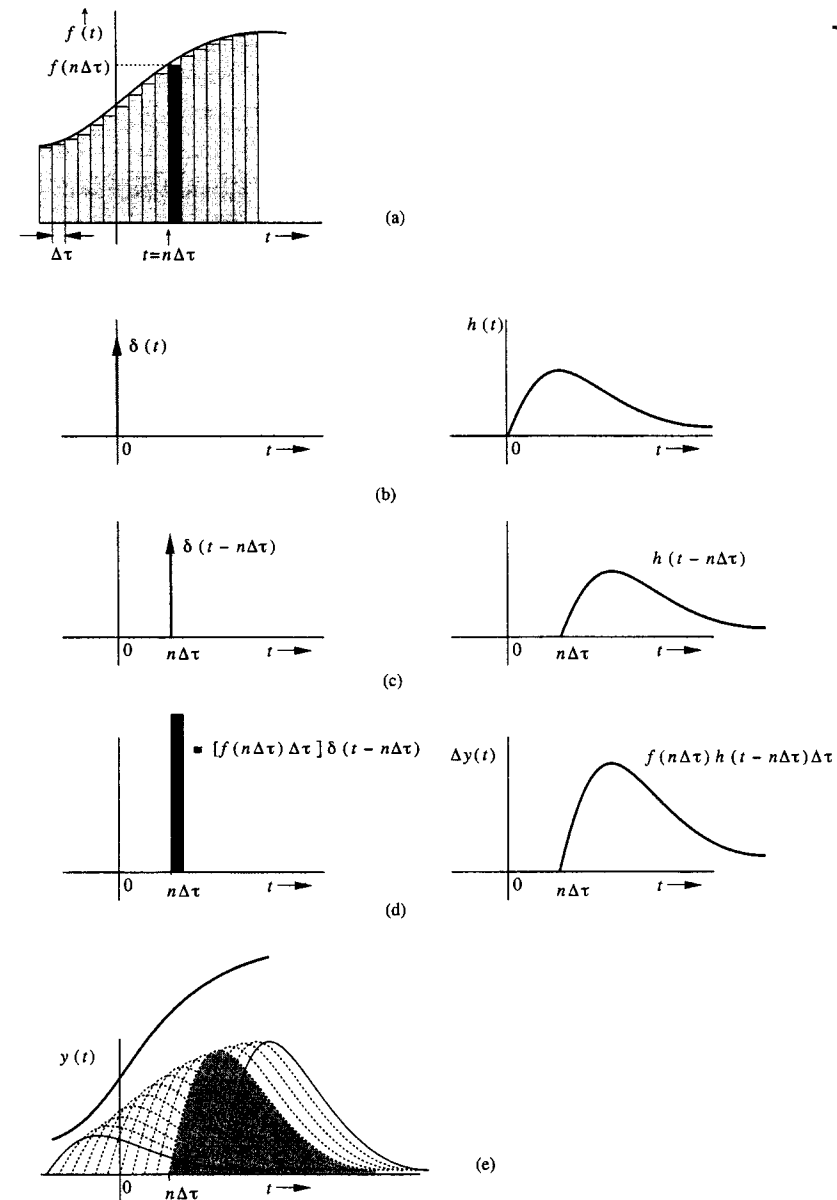 f(t)
f(nΔτ)
(a)
t
Δτ
t=nΔτ
δ(t)
0
t
h(t)
0
t
(b)
δ(t − nΔτ)
0
nΔτ
t
h(t − nΔτ)
0
nΔτ
t
(c)
[f(nΔτ)Δτ]δ(t − nΔτ)
0
nΔτ
t
Δy(t)
f(nΔτ)h(t − nΔτ)Δτ
0
nΔτ
t
(d)
y(t)
0
nΔτ
t
(e)